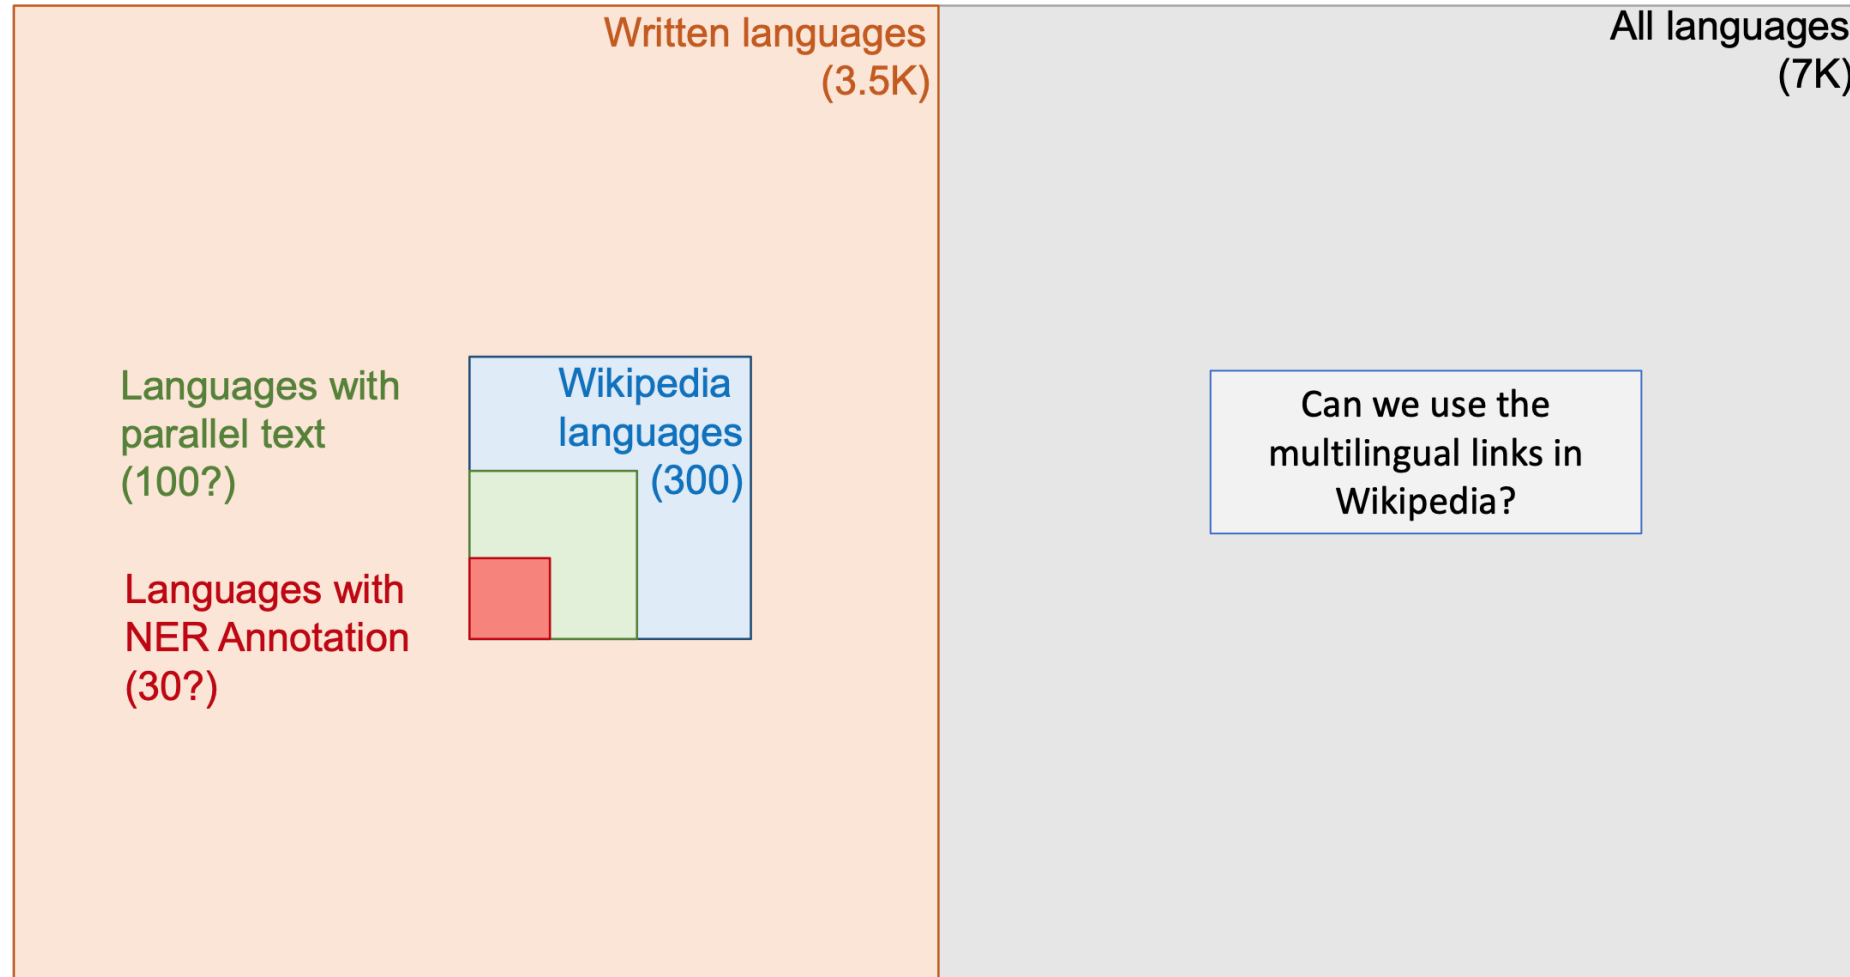 Written languages
(3.5K)
All languages
(7K)
Languages with
parallel text
(100?)
Wikipedia
languages
(300)
Languages with
NER Annotation
(30?)
Can we use the
multilingual links in
Wikipedia?